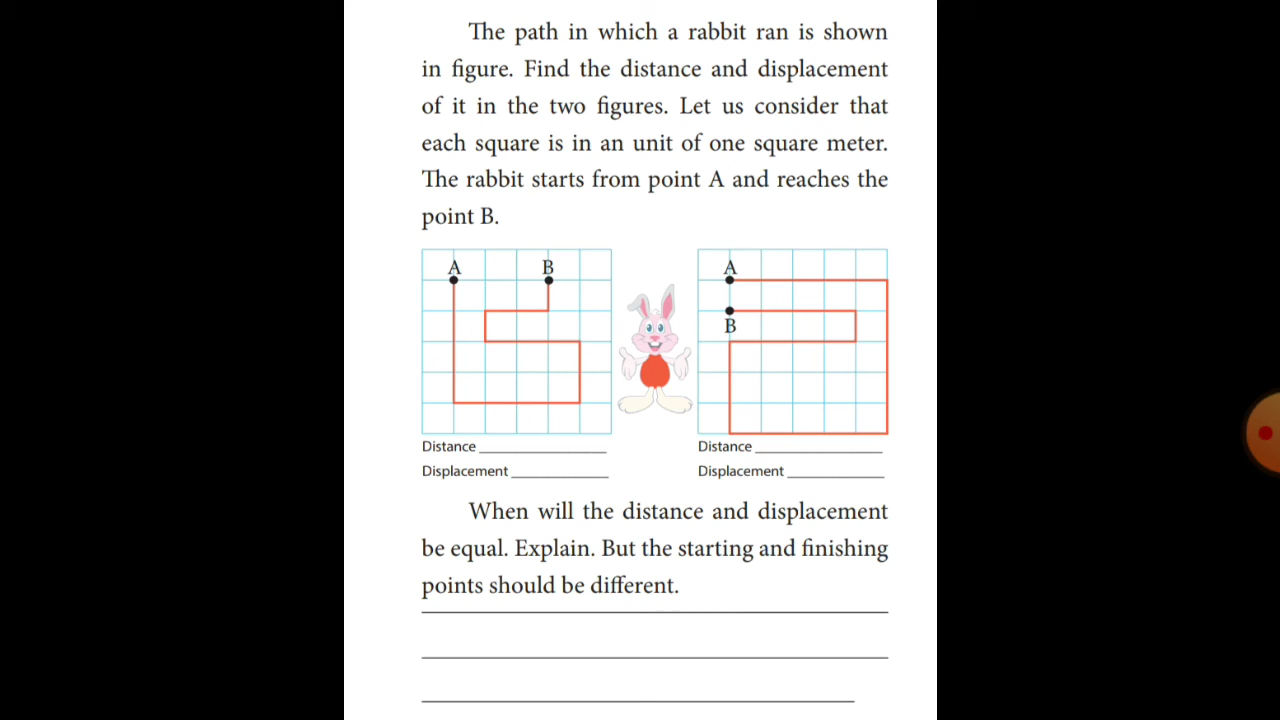 The path in which a rabbit ran is shown
in figure. Find the distance and displacement
of it in the two figures. Let us consider that
each square is in an unit of one square meter.
The rabbit starts from point A and reaches the
point B.
A B
A
B
Distance
Displacement
Distance
Displacement
When will the distance and displacement
be equal. Explain. But the starting and finishing
points should be different.